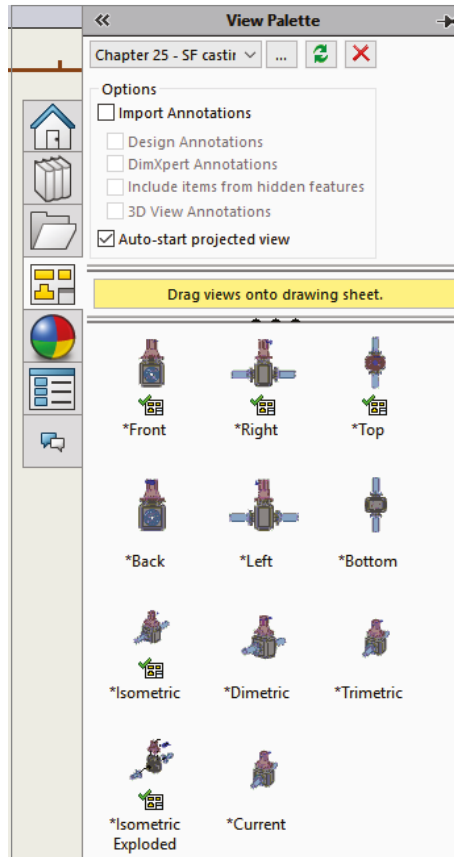 View Palette
Chapter 25 - SF castir
...
Options
Import Annotations
Design Annotations
DimXpert Annotations
Include items from hidden features
3D View Annotations
Auto-start projected view
Drag views onto drawing sheet.
*Front *Right *Top
*Back *Left *Bottom
*Isometric *Dimetric *Trimetric
*Isometric *Current
Exploded